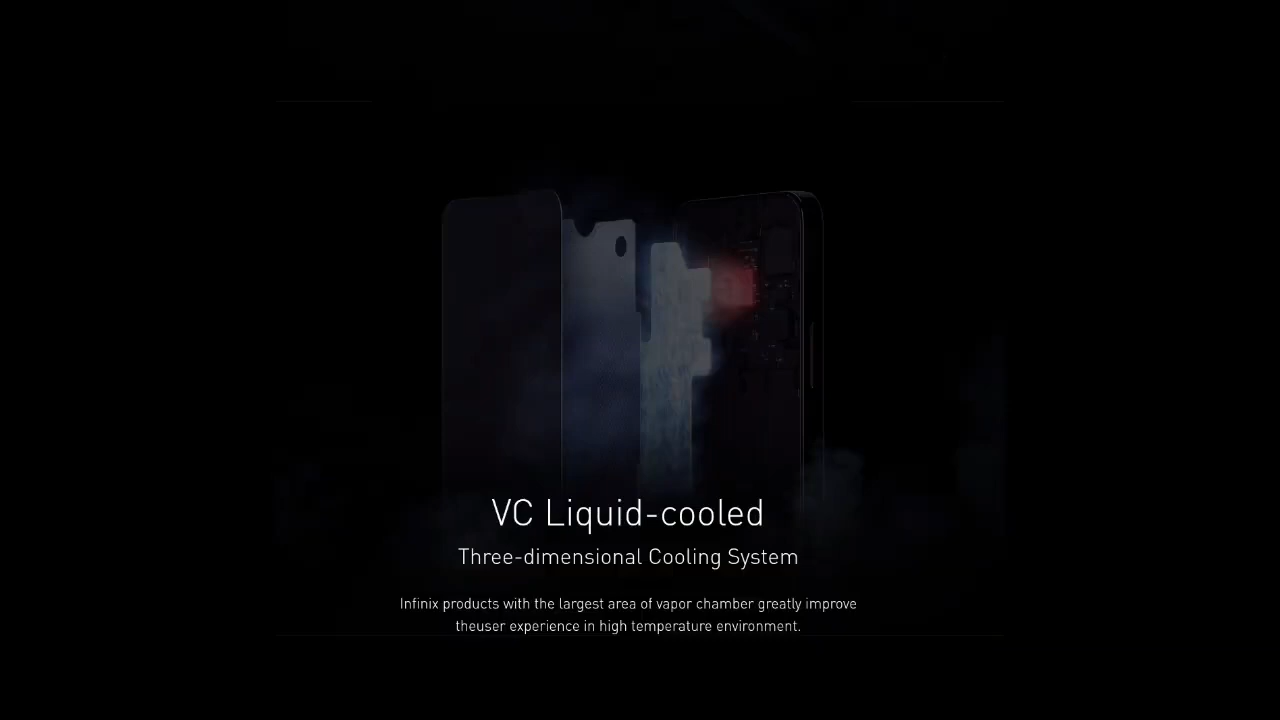 VC Liquid-cooled
Three-dimensional Cooling System
Infinix products with the largest area of vapor chamber greatly improve
theuser experience in high temperature environment.